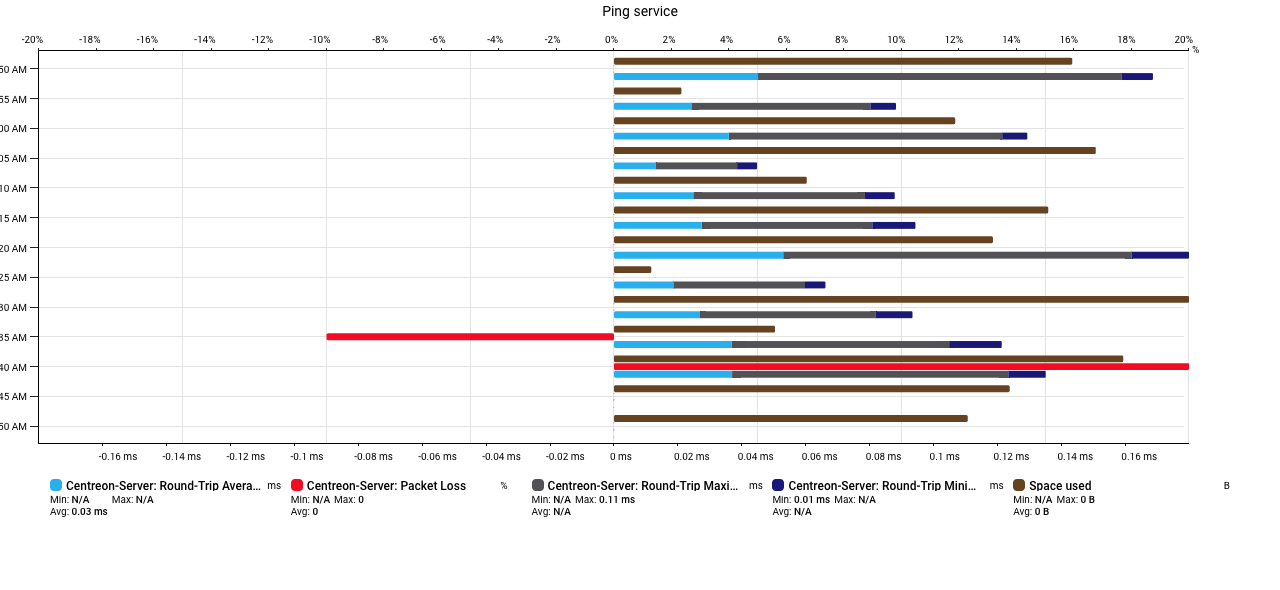 Ping service
-20% -18% -16% -14% -12% -10% -8% -6% -4% -2% 0% 2% 4% 6% 8% 10% 12% 14% 16% 18% 20%
%
50 AM
55 AM
00 AM
05 AM
10 AM
15 AM
20 AM
25 AM
30 AM
35 AM
40 AM
45 AM
50 AM
-0.16 ms -0.14 ms -0.12 ms -0.1 ms -0.08 ms -0.06 ms -0.04 ms -0.02 ms 0 ms 0.02 ms 0.04 ms 0.06 ms 0.08 ms 0.1 ms 0.12 ms 0.14 ms 0.16 ms
Centreon-Server: Round-Trip Avera... ms Centreon-Server: Packet Loss % Centreon-Server: Round-Trip Maxi... ms Centreon-Server: Round-Trip Mini... ms Space used B
Min: N/A Max: N/A Min: N/A Max: 0 Min: N/A Max: 0.11 ms Min: 0.01 ms Max: N/A Min: N/A Max: 0 B
Avg: 0.03 ms Avg: 0 Avg: N/A Avg: N/A Avg: 0 B